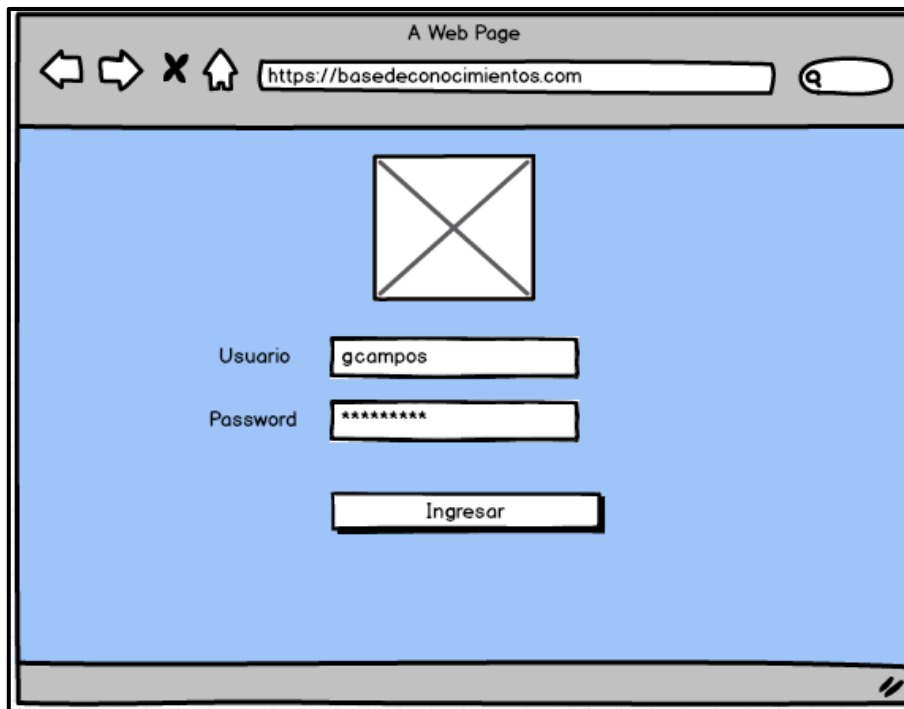 A Web Page
https://basedeconocimientos.com
Usuario gcampos
Password *********
Ingresar